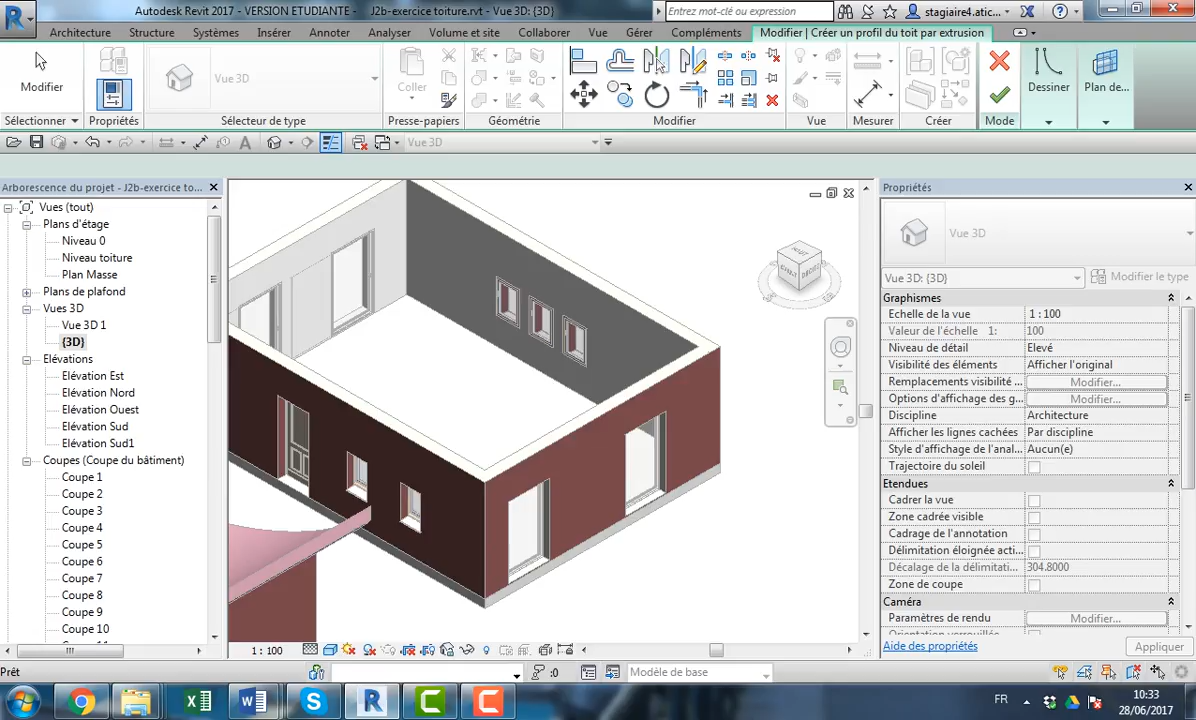 Autodesk Revit 2017 - VERSION ETUDIANTE - J2b-exercice toiture.rvt - Vue 3D: {3D}
Entrez mot-clé ou expression
stagiaire4.atic...
Architecture Structure Systèmes Insérer Annoter Analyser Volume et site Collaborer Vue Gérer Compléments Modifier | Créer un profil du toit par extrusion
Modifier
Vue 3D
Coller
Dessiner
Plan de...
Sélectionner Propriétés Sélecteur de type Presse-papiers Géométrie Modifier Vue Mesurer Créer Mode
Vue 3D
Arborescence du projet - J2b-exercice to...
Vues (tout)
Plans d'étage
Niveau 0
Niveau toiture
Plan Masse
Plans de plafond
Vues 3D
Vue 3D 1
{3D}
Elévations
Elévation Est
Elévation Nord
Elévation Ouest
Elévation Sud
Elévation Sud1
Coupes (Coupe du bâtiment)
Coupe 1
Coupe 2
Coupe 3
Coupe 4
Coupe 5
Coupe 6
Coupe 7
Coupe 8
Coupe 9
Coupe 10
Propriétés
Vue 3D
Vue 3D: {3D} Modifier le type
Graphismes
Echelle de la vue 1 : 100
Valeur de l'échelle 1: 100
Niveau de détail Elevé
Visibilité des éléments Afficher l'original
Remplacements visibilité ... Modifier...
Options d'affichage des g... Modifier...
Discipline Architecture
Afficher les lignes cachées Par discipline
Style d'affichage de l'anal... Aucun(e)
Trajectoire du soleil
Etendues
Cadrer la vue
Zone cadrée visible
Cadrage de l'annotation
Délimitation éloignée acti...
Décalage de la délimitati... 304.8000
Zone de coupe
Caméra
Paramètres de rendu Modifier...
Orientation verrouillée
Aide des propriétés
Appliquer
1 : 100
Prêt
:0
Modèle de base
FR
10:33
28/06/2017